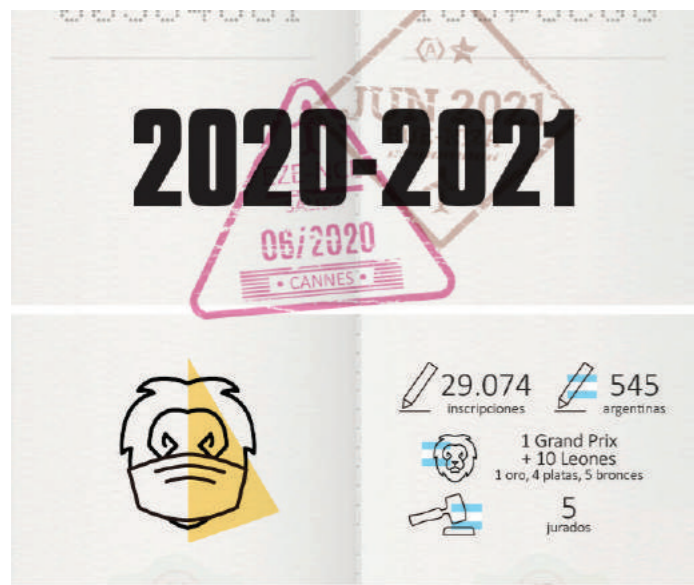 JUN 2021
2020-2021
06/2020
• CANNES •
29.074
inscripciones
545
argentinas
1 Grand Prix
+ 10 Leones
1 oro, 4 platas, 5 bronces
5
jurados